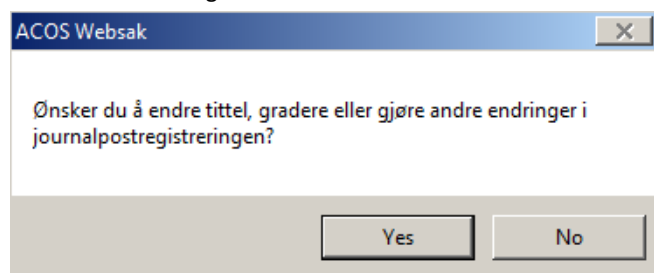 ACOS Websak
Ønsker du å endre tittel, gradere eller gjøre andre endringer i
journalpostregistreringen?
Yes
No